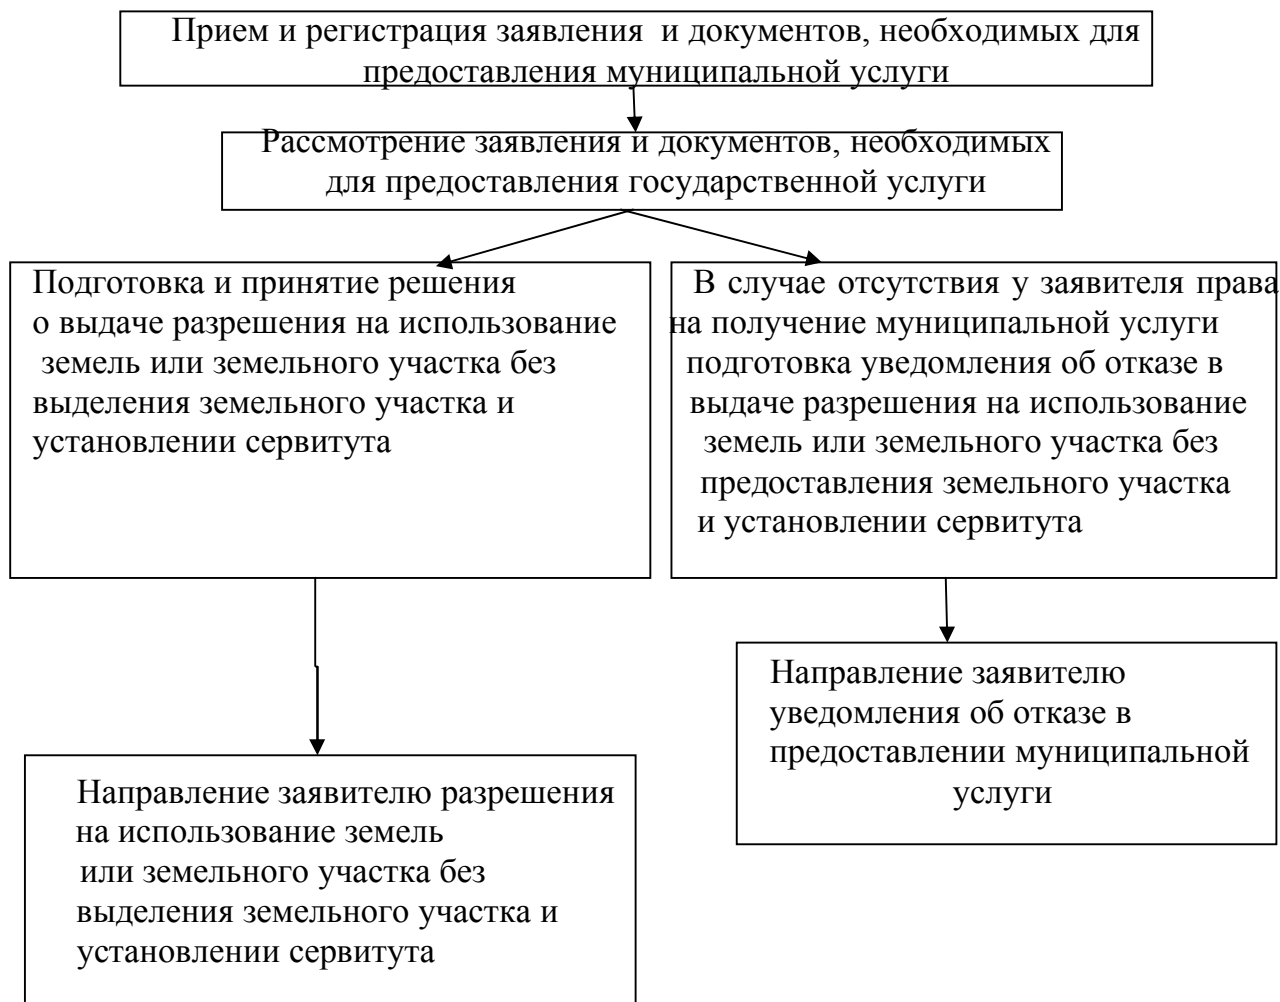 Прием и регистрация заявления и документов, необходимых для
предоставления муниципальной услуги
Рассмотрение заявления и документов, необходимых
для предоставления государственной услуги
Подготовка и принятие решения
о выдаче разрешения на использование
земель или земельного участка без
выделения земельного участка и
установлении сервитута
В случае отсутствия у заявителя права
на получение муниципальной услуги
подготовка уведомления об отказе в
выдаче разрешения на использование
земель или земельного участка без
предоставления земельного участка
и установлении сервитута
Направление заявителю
уведомления об отказе в
предоставлении муниципальной
услуги
Направление заявителю разрешения
на использование земель
или земельного участка без
выделения земельного участка и
установлении сервитута